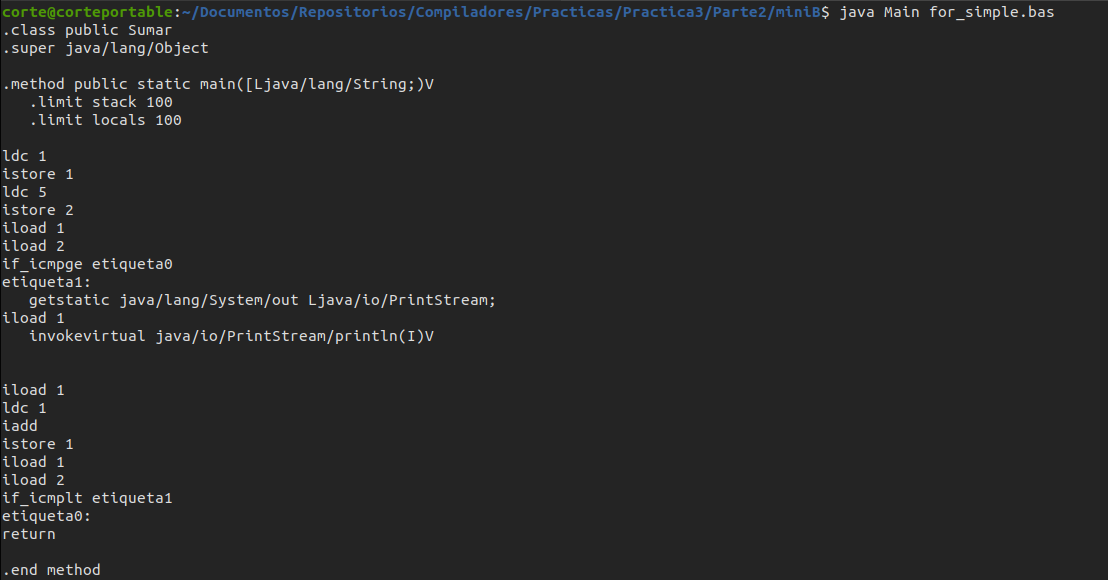 corte@corteportable:~/Documentos/Repositorios/Compiladores/Practicas/Practica3/Parte2/miniB$ java Main for_simple.bas
.class public Sumar
.super java/lang/Object
.method public static main([Ljava/lang/String;)V
.limit stack 100
.limit locals 100
ldc 1
istore 1
ldc 5
istore 2
iload 1
iload 2
if_icmpge etiqueta0
etiqueta1:
getstatic java/lang/System/out Ljava/io/PrintStream;
iload 1
invokevirtual java/io/PrintStream/println(I)V
iload 1
ldc 1
iadd
istore 1
iload 1
iload 2
if_icmplt etiqueta1
etiqueta0:
return
.end method